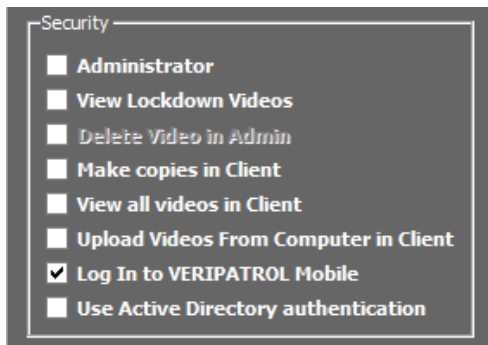 Security
Administrator
View Lockdown Videos
Delete Video in Admin
Make copies in Client
View all videos in Client
Upload Videos From Computer in Client
Log In to VERIPATROL Mobile
Use Active Directory authentication